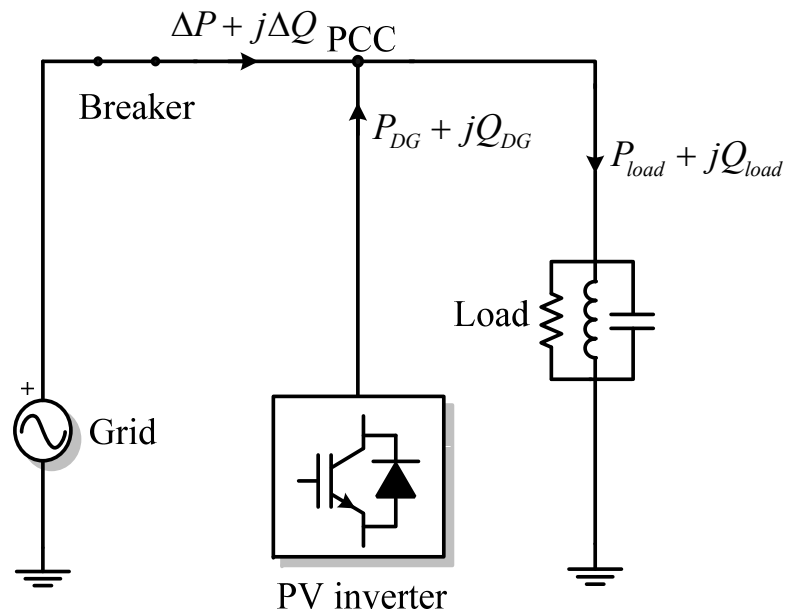 ΔP + jΔQ
PCC
Breaker
P_DG + jQ_DG
P_load + jQ_load
Load
+
Grid
PV inverter